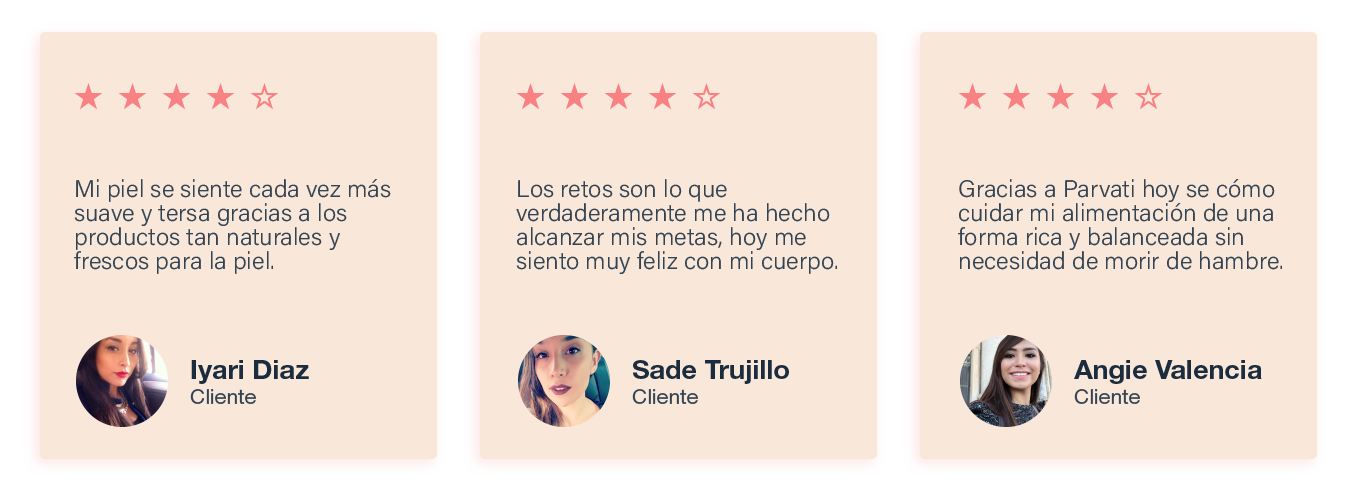 Mi piel se siente cada vez más
suave y tersa gracias a los
productos tan naturales y
frescos para la piel.
Iyari Diaz
Cliente
Los retos son lo que
verdaderamente me ha hecho
alcanzar mis metas, hoy me
siento muy feliz con mi cuerpo.
Sade Trujillo
Cliente
Gracias a Parvati hoy se cómo
cuidar mi alimentación de una
forma rica y balanceada sin
necesidad de morir de hambre.
Angie Valencia
Cliente